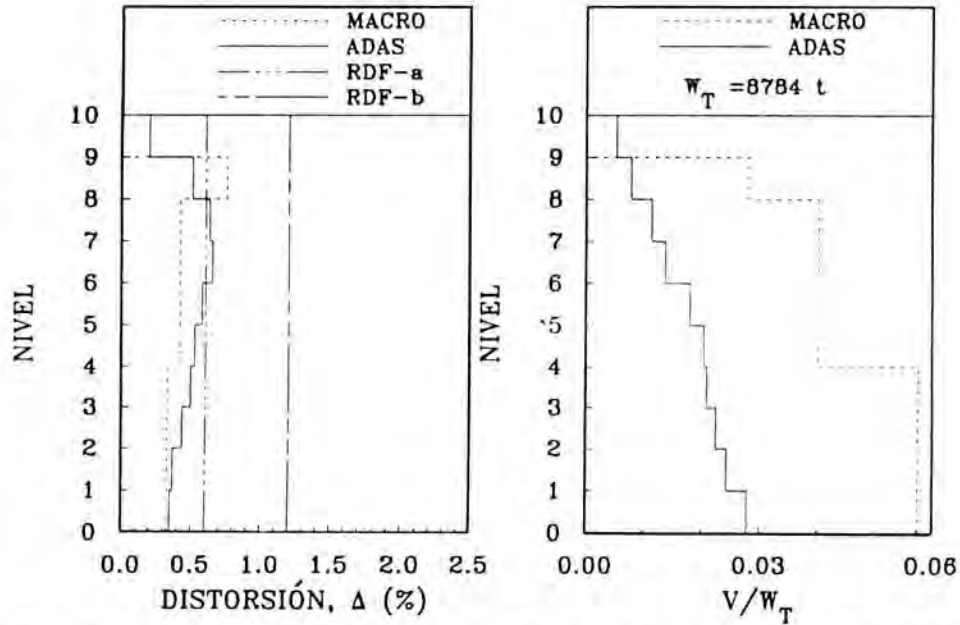 MACRO
ADAS
RDF-a
RDF-b
10
9
8
7
6
5
4
3
2
1
0
NIVEL
0.0 0.5 1.0 1.5 2.0 2.5
DISTORSIÓN, Δ (%)
MACRO
ADAS
W_T =8784 t
10
9
8
7
6
5
4
3
2
1
0
NIVEL
0.00 0.03 0.06
V/W_T